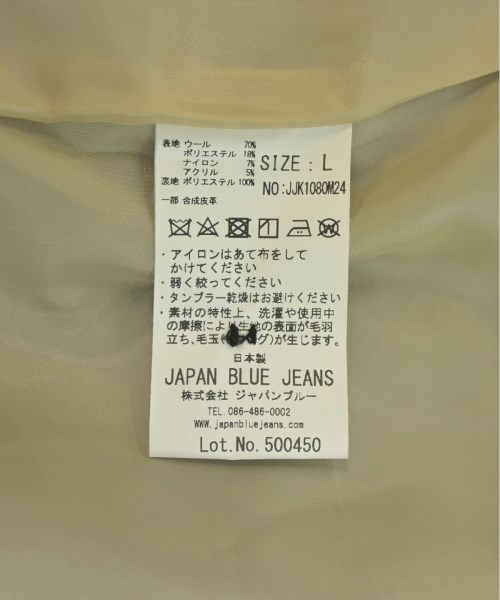 表地 ウール 70%
ポリエステル 18%
ナイロン 7%
アクリル 5%
裏地 ポリエステル 100%
一部 合成皮革
SIZE : L
NO:JJK1080M24
・アイロンはあて布をして
かけてください
・弱く絞ってください
・タンブラー乾燥はお避けください
・素材の特性上、洗濯や使用中
の摩擦により生地の表面が毛羽
立ち、毛玉( グ)が生じます。
日本製
JAPAN BLUE JEANS
株式会社 ジャパンブルー
TEL. 086-486-0002
www.japanbluejeans.com
Lot.No.500450